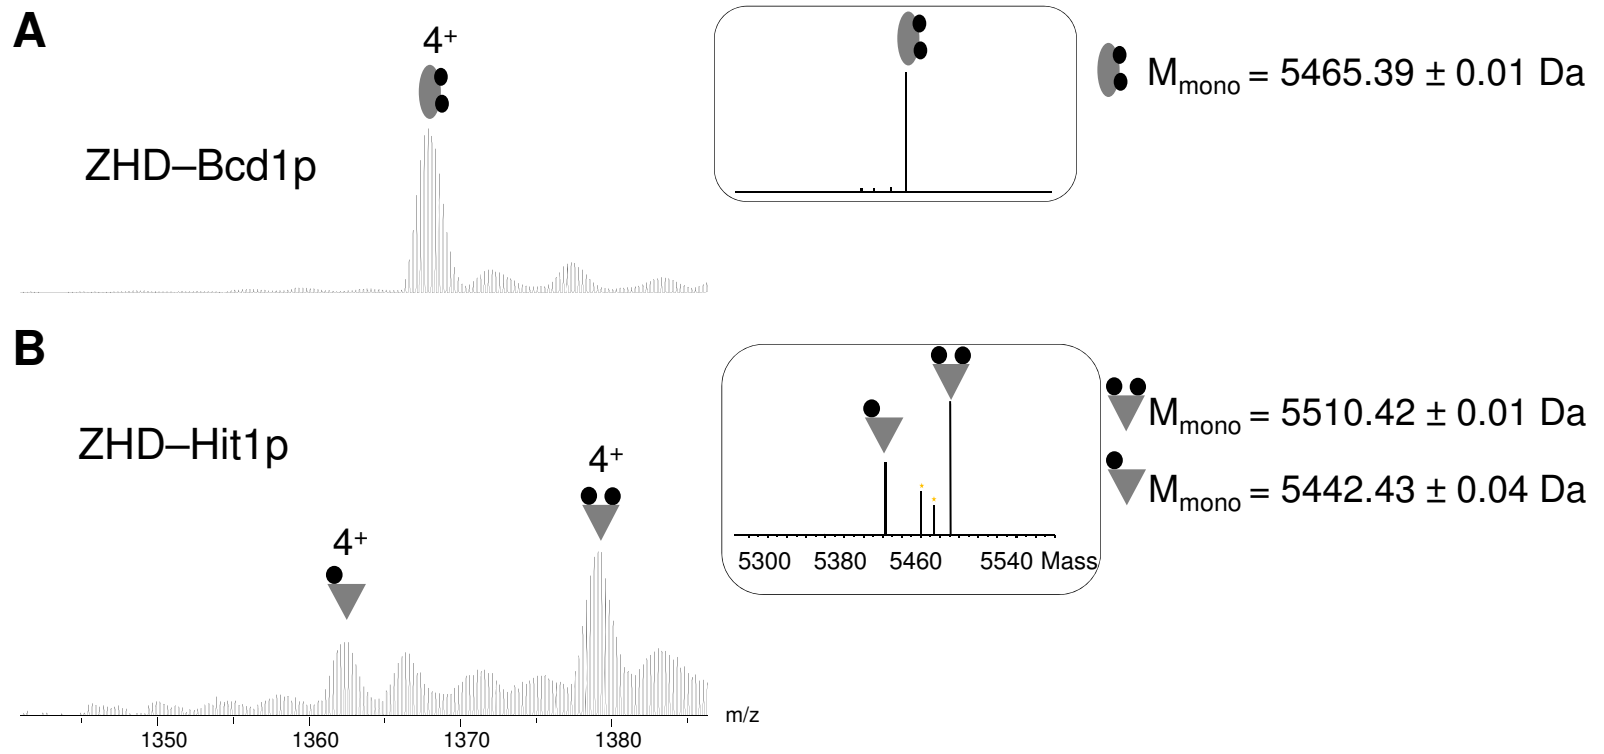 A
4+
ZHD–Bcd1p
Mmono = 5465.39 ± 0.01 Da
B
ZHD–Hit1p
4+
4+
5300 5380 5460 5540 Mass
Mmono = 5510.42 ± 0.01 Da
Mmono = 5442.43 ± 0.04 Da
m/z
1350 1360 1370 1380